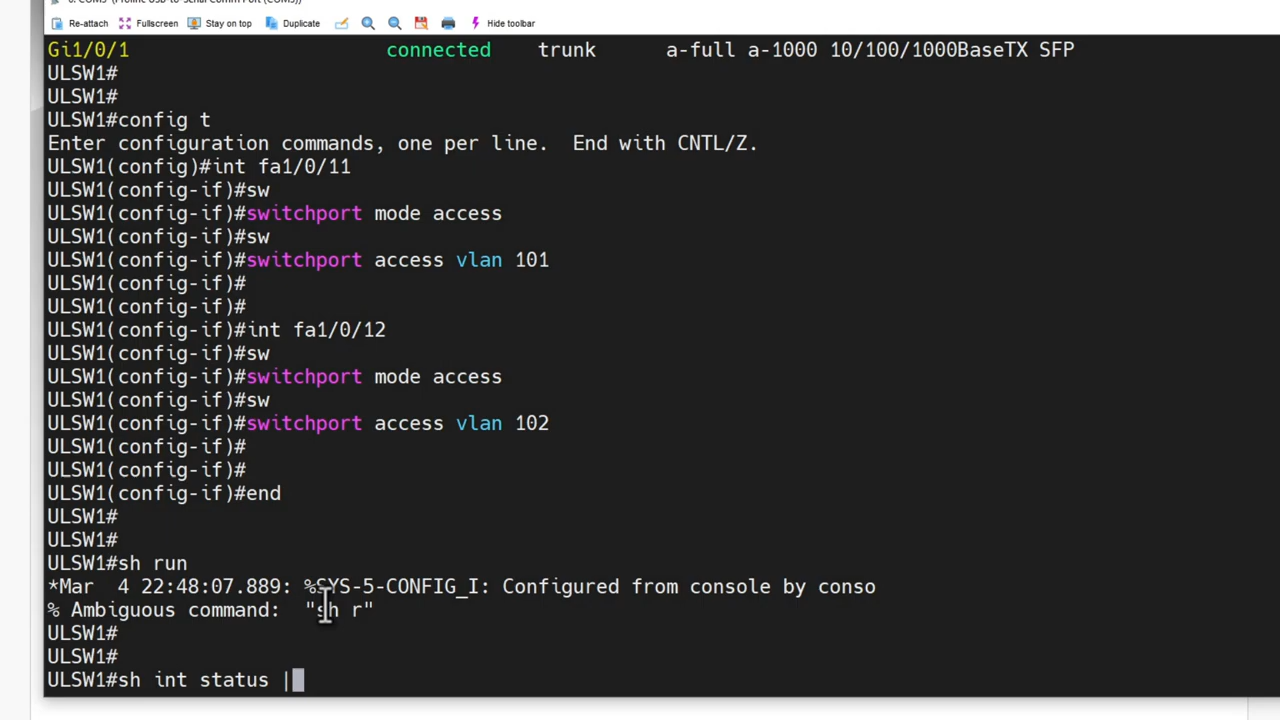 Re-attach Fullscreen Stay on top Duplicate Hide toolbar
Gi1/0/1 connected trunk a-full a-1000 10/100/1000BaseTX SFP
ULSW1#
ULSW1#
ULSW1#config t
Enter configuration commands, one per line. End with CNTL/Z.
ULSW1(config)#int fa1/0/11
ULSW1(config-if)#sw
ULSW1(config-if)#switchport mode access
ULSW1(config-if)#sw
ULSW1(config-if)#switchport access vlan 101
ULSW1(config-if)#
ULSW1(config-if)#
ULSW1(config-if)#int fa1/0/12
ULSW1(config-if)#sw
ULSW1(config-if)#switchport mode access
ULSW1(config-if)#sw
ULSW1(config-if)#switchport access vlan 102
ULSW1(config-if)#
ULSW1(config-if)#
ULSW1(config-if)#end
ULSW1#
ULSW1#
ULSW1#sh run
*Mar 4 22:48:07.889: %SYS-5-CONFIG_I: Configured from console by conso
% Ambiguous command: "sh r"
ULSW1#
ULSW1#
ULSW1#sh int status |